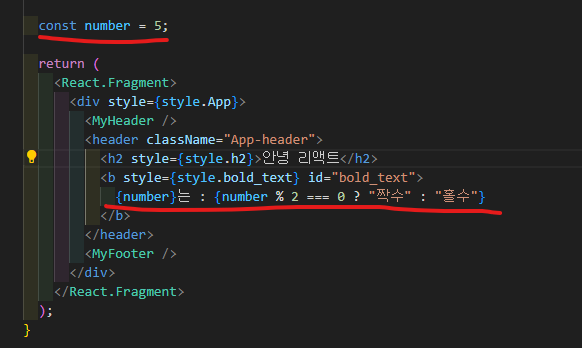 const number = 5;
return (
<React.Fragment>
<div style={style.App}>
<MyHeader />
<header className="App-header">
<h2 style={style.h2}>안녕 리액트</h2>
<b style={style.bold_text} id="bold_text">
{number}는 : {number % 2 === 0 ? "짝수" : "홀수"}
</b>
</header>
<MyFooter />
</div>
</React.Fragment>
);
}